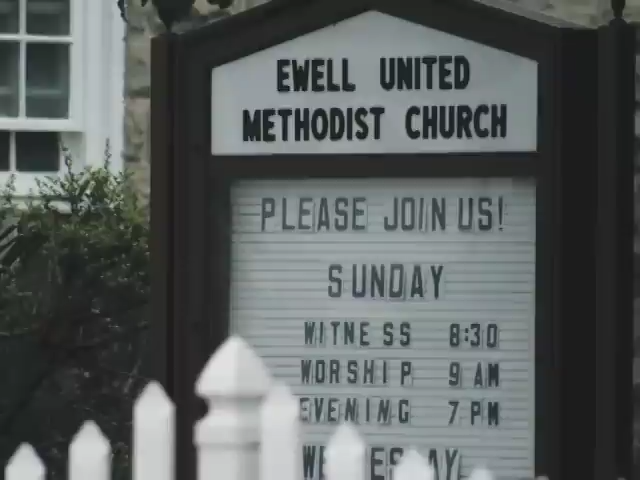 EWELL UNITED
METHODIST CHURCH
PLEASE JOIN US!
SUNDAY
WITNESS 8:30
WORSHIP 9 AM
EVENING 7 PM